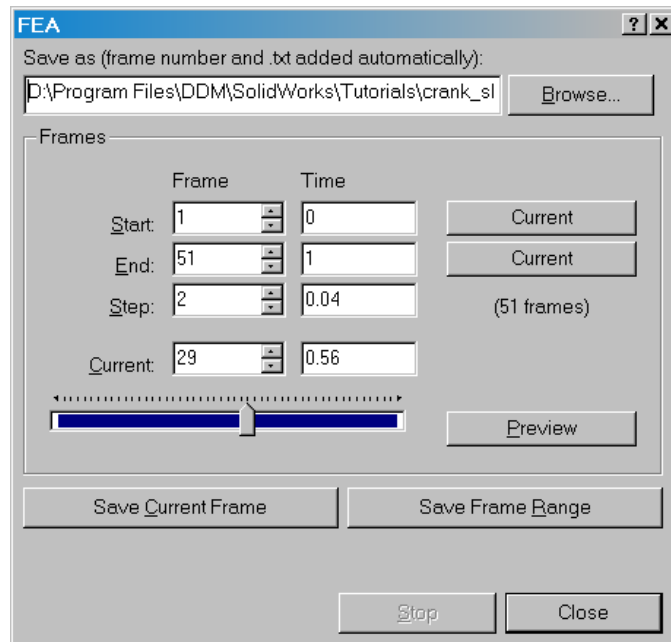 FEA
Save as (frame number and .txt added automatically):
D:\Program Files\DDM\SolidWorks\Tutorials\crank_sl
Browse...
Frames
Frame Time
Start: 1 0 Current
End: 51 1 Current
Step: 2 0.04 (51 frames)
Current: 29 0.56
Preview
Save Current Frame Save Frame Range
Stop Close